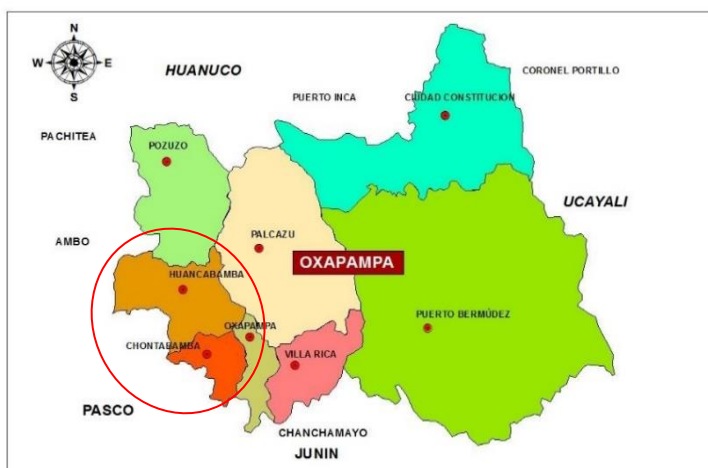 N
W E
S
HUANUCO
CORONEL PORTILLO
PUERTO INCA
CUIDAD CONSTITUCION
PACHITEA
POZUZO
UCAYALI
AMBO
PALCAZU
OXAPAMPA
HUANCABAMBA
PUERTO BERMÚDEZ
OXAPAMPA
CHONTABAMBA
VILLA RICA
PASCO
CHANCHAMAYO
JUNIN